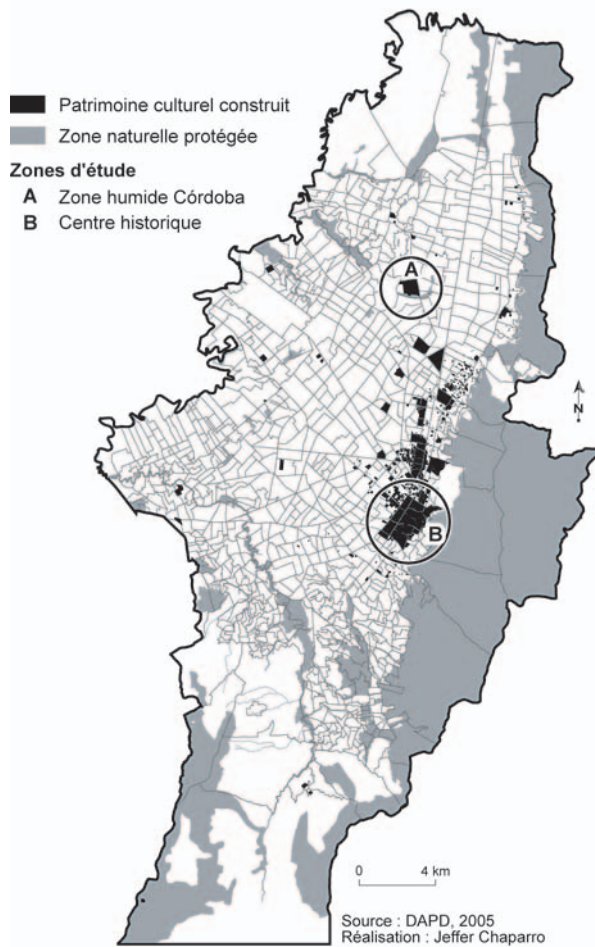 Patrimoine culturel construit
Zone naturelle protégée
Zones d'étude
A Zone humide Córdoba
B Centre historique
A
N
B
0 4 km
Source : DAPD, 2005
Réalisation : Jeffer Chaparro